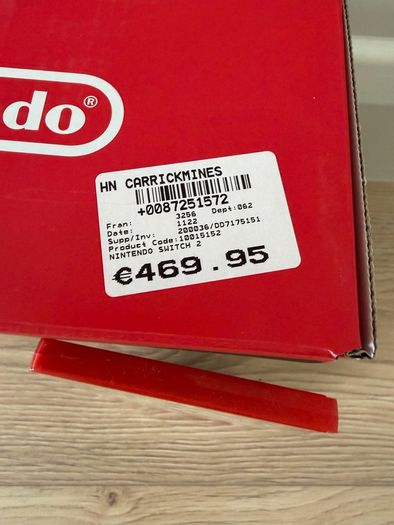 do®
HN CARRICKMINES
+0087251572
Fran: 3256 Dept:062
Date: 1122
Supp/Inv: 200036/DD7175151
Product Code:10015152
NINTENDO SWITCH 2
€469.95